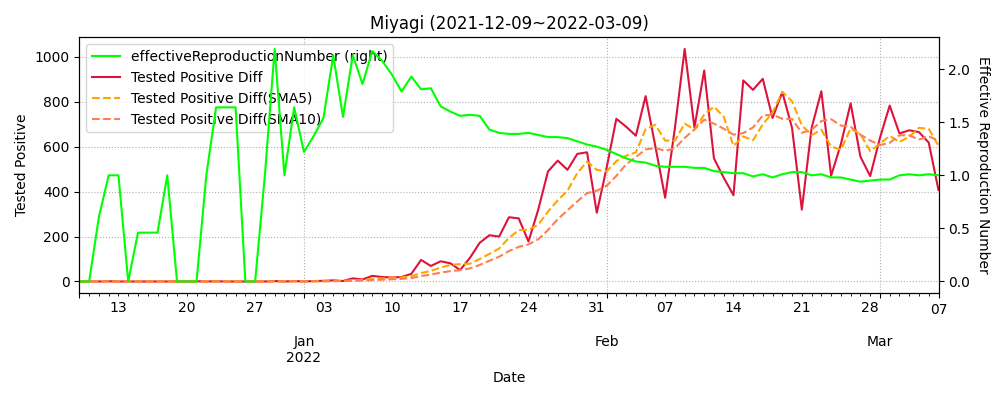 Miyagi (2021-12-09~2022-03-09)
effectiveReproductionNumber (right)
Tested Positive Diff
Tested Positive Diff(SMA5)
Tested Positive Diff(SMA10)
Tested Positive
1000
800
600
400
200
0
Effective Reproduction Number
2.0
1.5
1.0
0.5
0.0
13 20 27 03 10 17 24 31 07 14 21 28 07
Jan Feb Mar
2022
Date